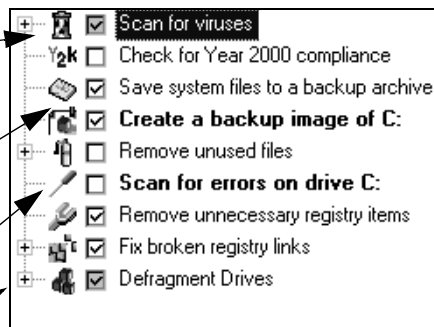 Scan for viruses
Y2k Check for Year 2000 compliance
Save system files to a backup archive
Create a backup image of C:
Remove unused files
Scan for errors on drive C:
Remove unnecessary registry items
Fix broken registry links
Defragment Drives